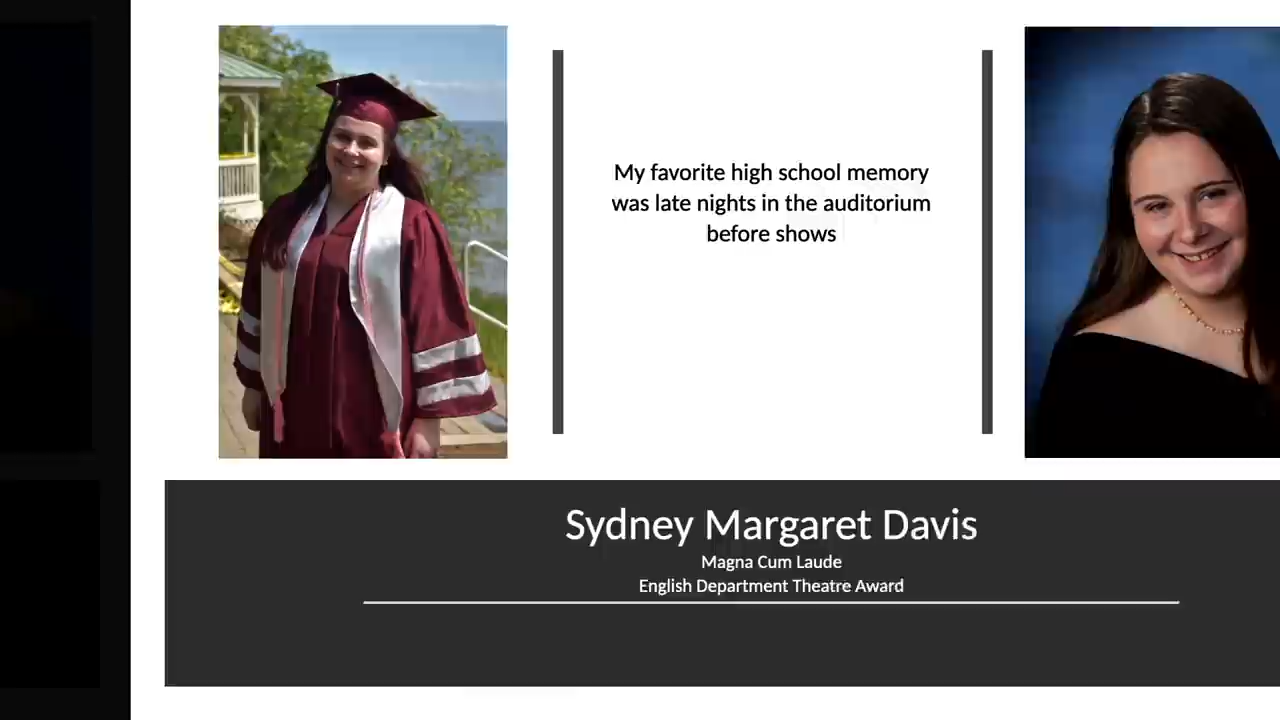 My favorite high school memory
was late nights in the auditorium
before shows
Sydney Margaret Davis
Magna Cum Laude
English Department Theatre Award